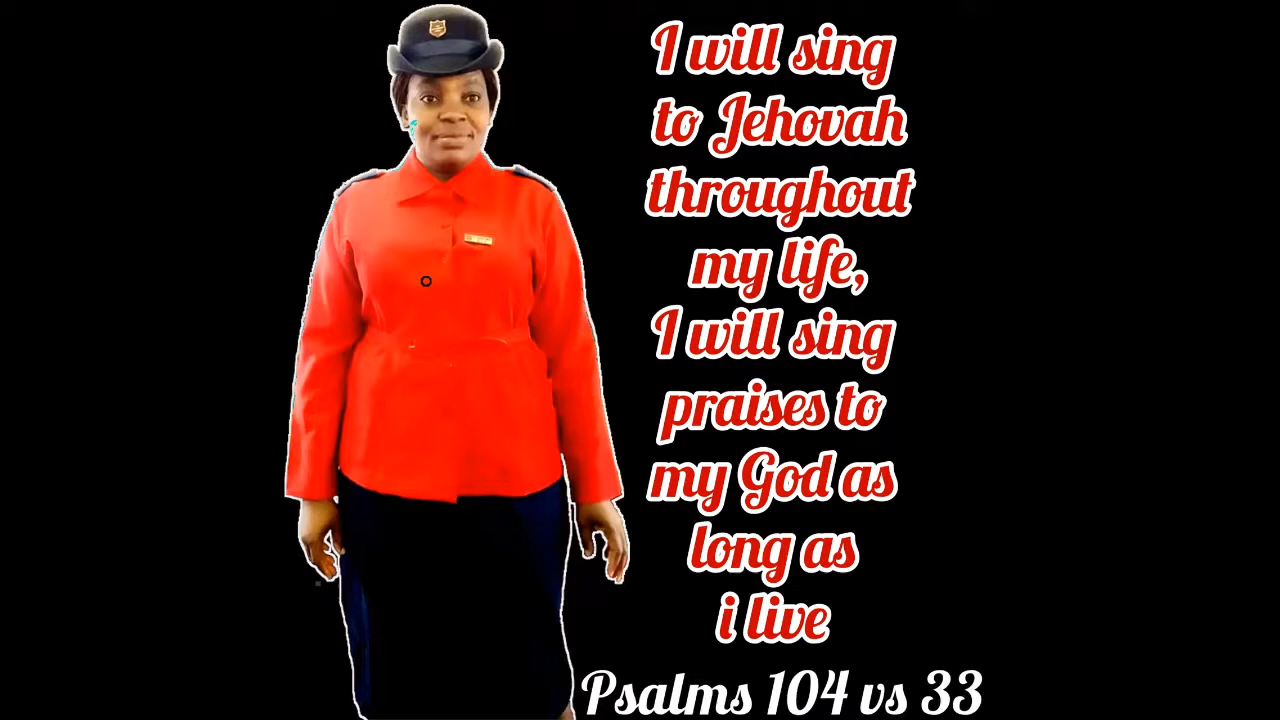 I will sing
to Jehovah
throughout
my life,
I will sing
praises to
my God as
long as
i live
Psalms 104 vs 33